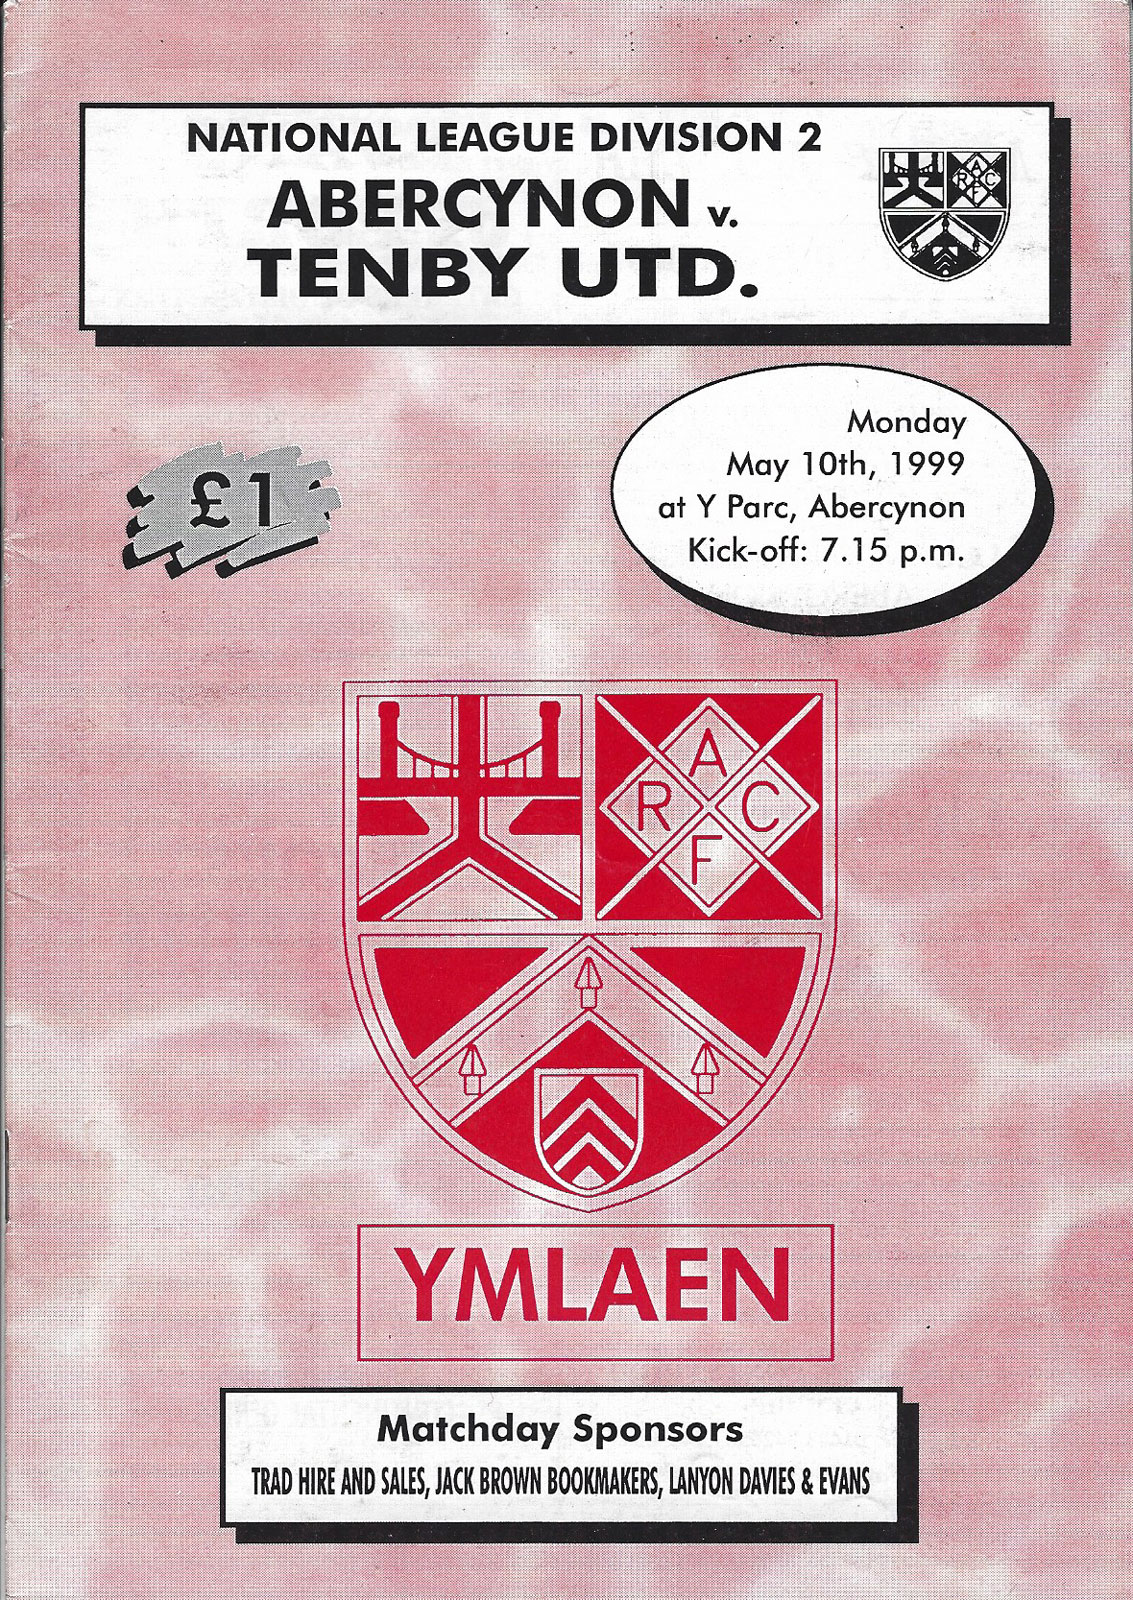 NATIONAL LEAGUE DIVISION 2
ABERCYNON v.
TENBY UTD.
A
R C
F
£1
Monday
May 10th, 1999
at Y Parc, Abercynon
Kick-off: 7.15 p.m.
A
R C
F
YMLAEN
Matchday Sponsors
TRAD HIRE AND SALES, JACK BROWN BOOKMAKERS, LANYON DAVIES & EVANS